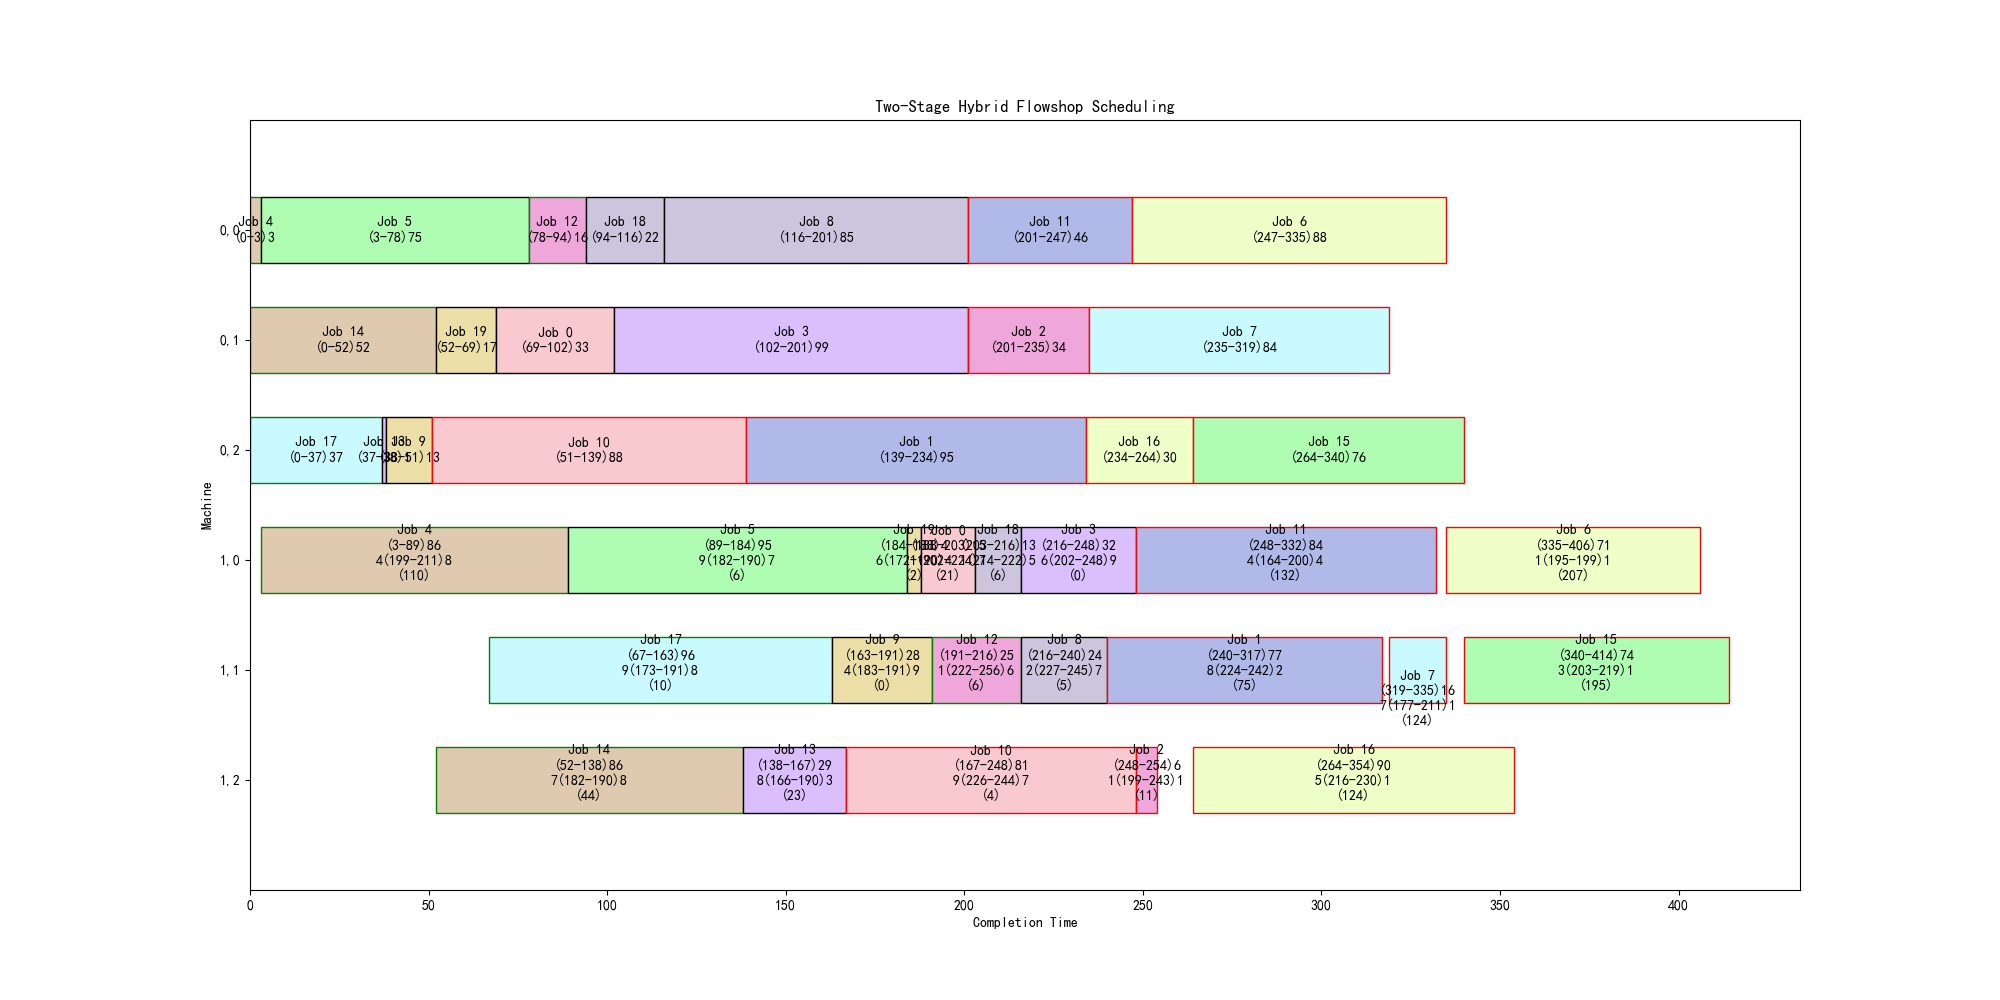 Two-Stage Hybrid Flowshop Scheduling
Machine
0,0
Job 4
(0-3)3
Job 5
(3-78)75
Job 12
(78-94)16
Job 18
(94-116)22
Job 8
(116-201)85
Job 11
(201-247)46
Job 6
(247-335)88
0,1
Job 14
(0-52)52
Job 19
(52-69)17
Job 0
(69-102)33
Job 3
(102-201)99
Job 2
(201-235)34
Job 7
(235-319)84
0,2
Job 17
(0-37)37
Job 13
(37-38)1
Job 9
(38-51)13
Job 10
(51-139)88
Job 1
(139-234)95
Job 16
(234-264)30
Job 15
(264-340)76
1,0
Job 4
(3-89)86
4(199-211)8
(110)
Job 5
(89-184)95
9(182-190)7
(6)
Job 19
(184-188)4
(2)
Job 0
(188-203)15
(21)
Job 18
(203-216)13
(6)
Job 3
(216-248)32
6(202-248)9
(0)
Job 11
(248-332)84
4(164-200)4
(132)
Job 6
(335-406)71
1(195-199)1
(207)
1,1
Job 17
(67-163)96
9(173-191)8
(10)
Job 9
(163-191)28
4(183-191)9
(0)
Job 12
(191-216)25
1(222-256)6
(6)
Job 8
(216-240)24
2(227-245)7
(5)
Job 1
(240-317)77
8(224-242)2
(75)
Job 7
(319-335)16
7(177-211)1
(124)
Job 15
(340-414)74
3(203-219)1
(195)
1,2
Job 14
(52-138)86
7(182-190)8
(44)
Job 13
(138-167)29
8(166-190)3
(23)
Job 10
(167-248)81
9(226-244)7
(4)
Job 2
(248-254)6
1(199-243)1
(11)
Job 16
(264-354)90
5(216-230)1
(124)
0
50
100
150
200
250
300
350
400
Completion Time